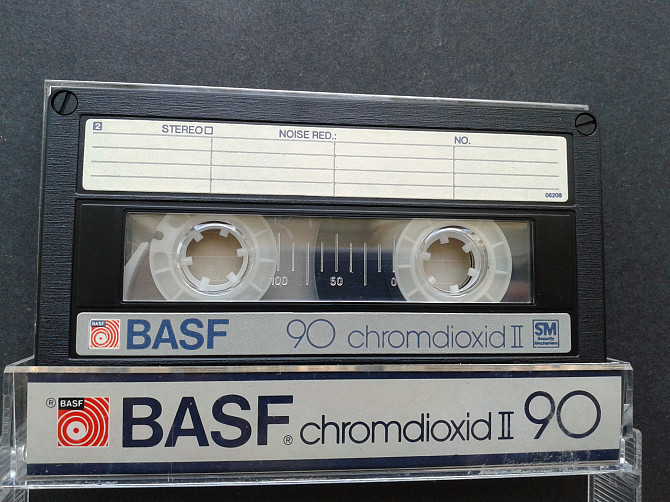 2 STEREO NOISE RED.: NO.
06208
100 50 0
BASF BASF 90 chromdioxid II SM
Security
Mechanism
® BASF BASF® chromdioxid II 90